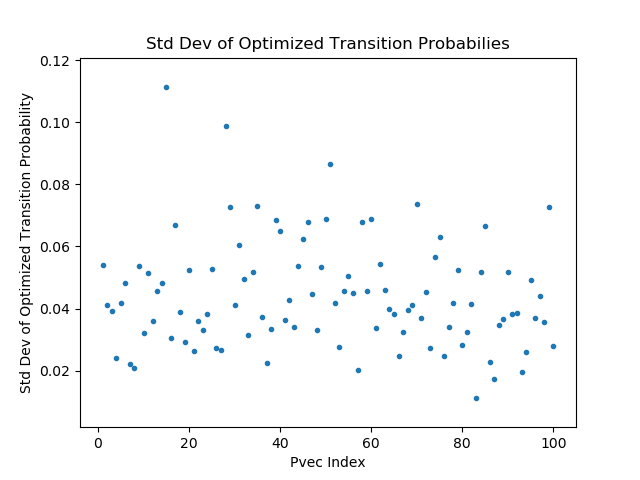 Std Dev of Optimized Transition Probabilies
0.12
0.10
0.08
0.06
0.04
0.02
Std Dev of Optimized Transition Probability
0 20 40 60 80 100
Pvec Index